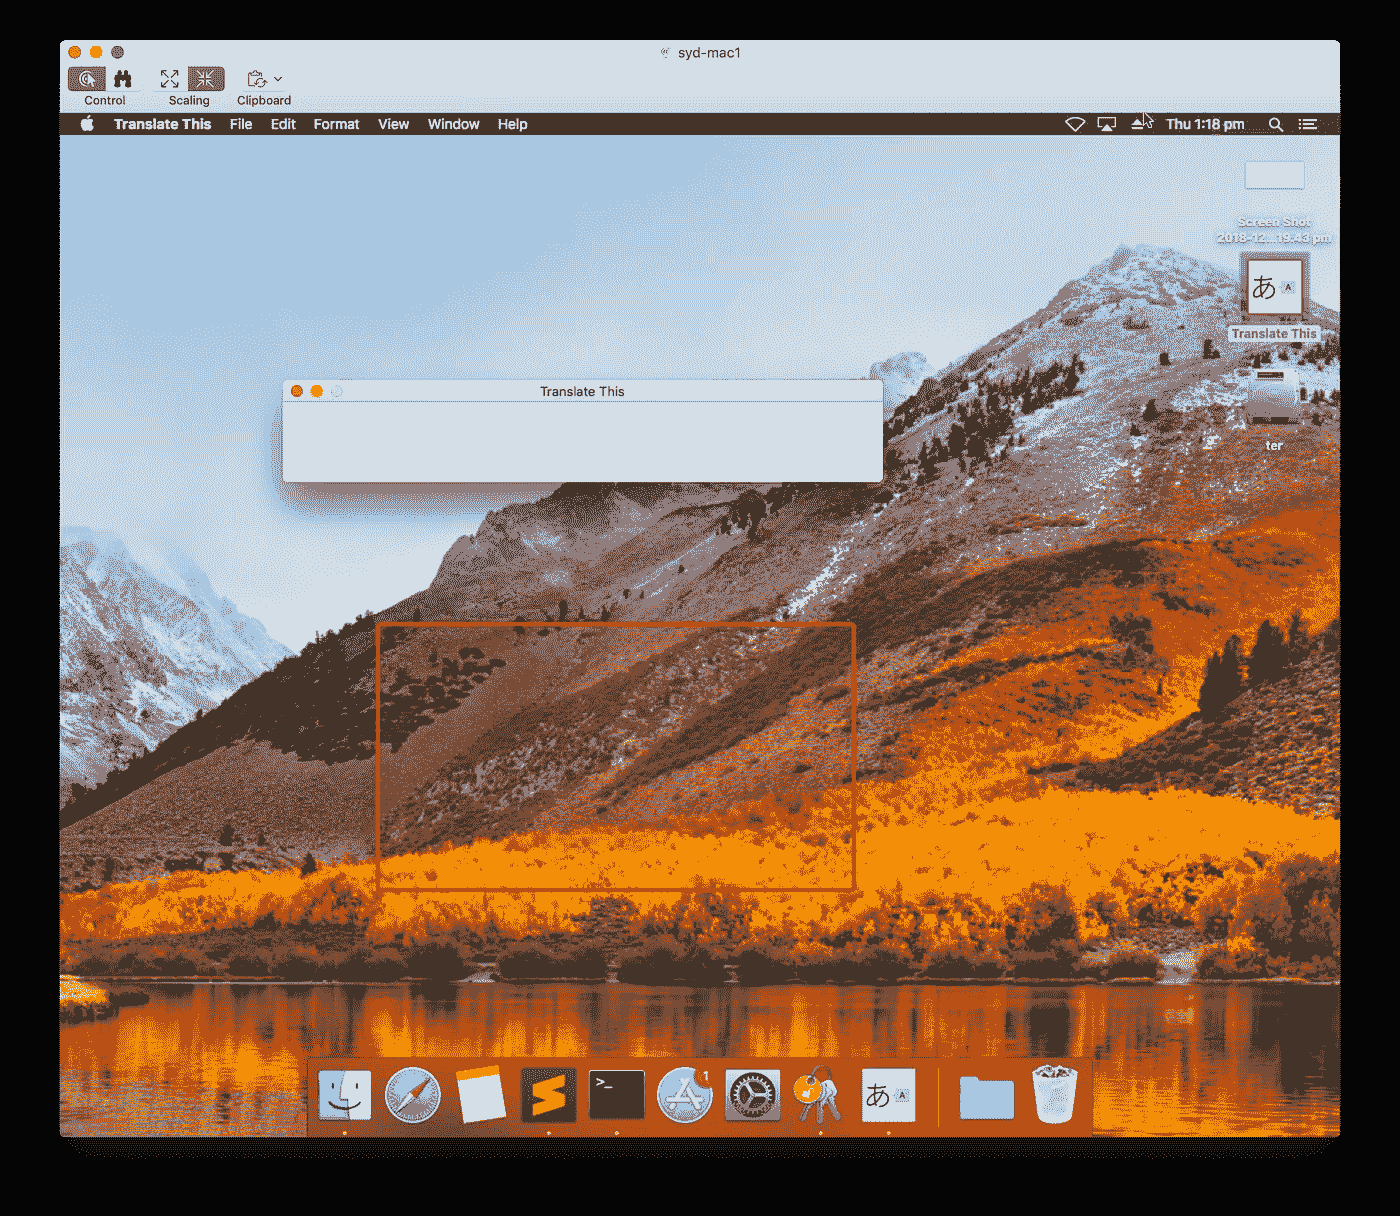 syd-mac1
Control Scaling Clipboard
Translate This File Edit Format View Window Help Thu 1:18 pm
Screen Shot
2018-12...19.43 pm
あ A
Translate This
Translate This
ter
>_
1
あ A